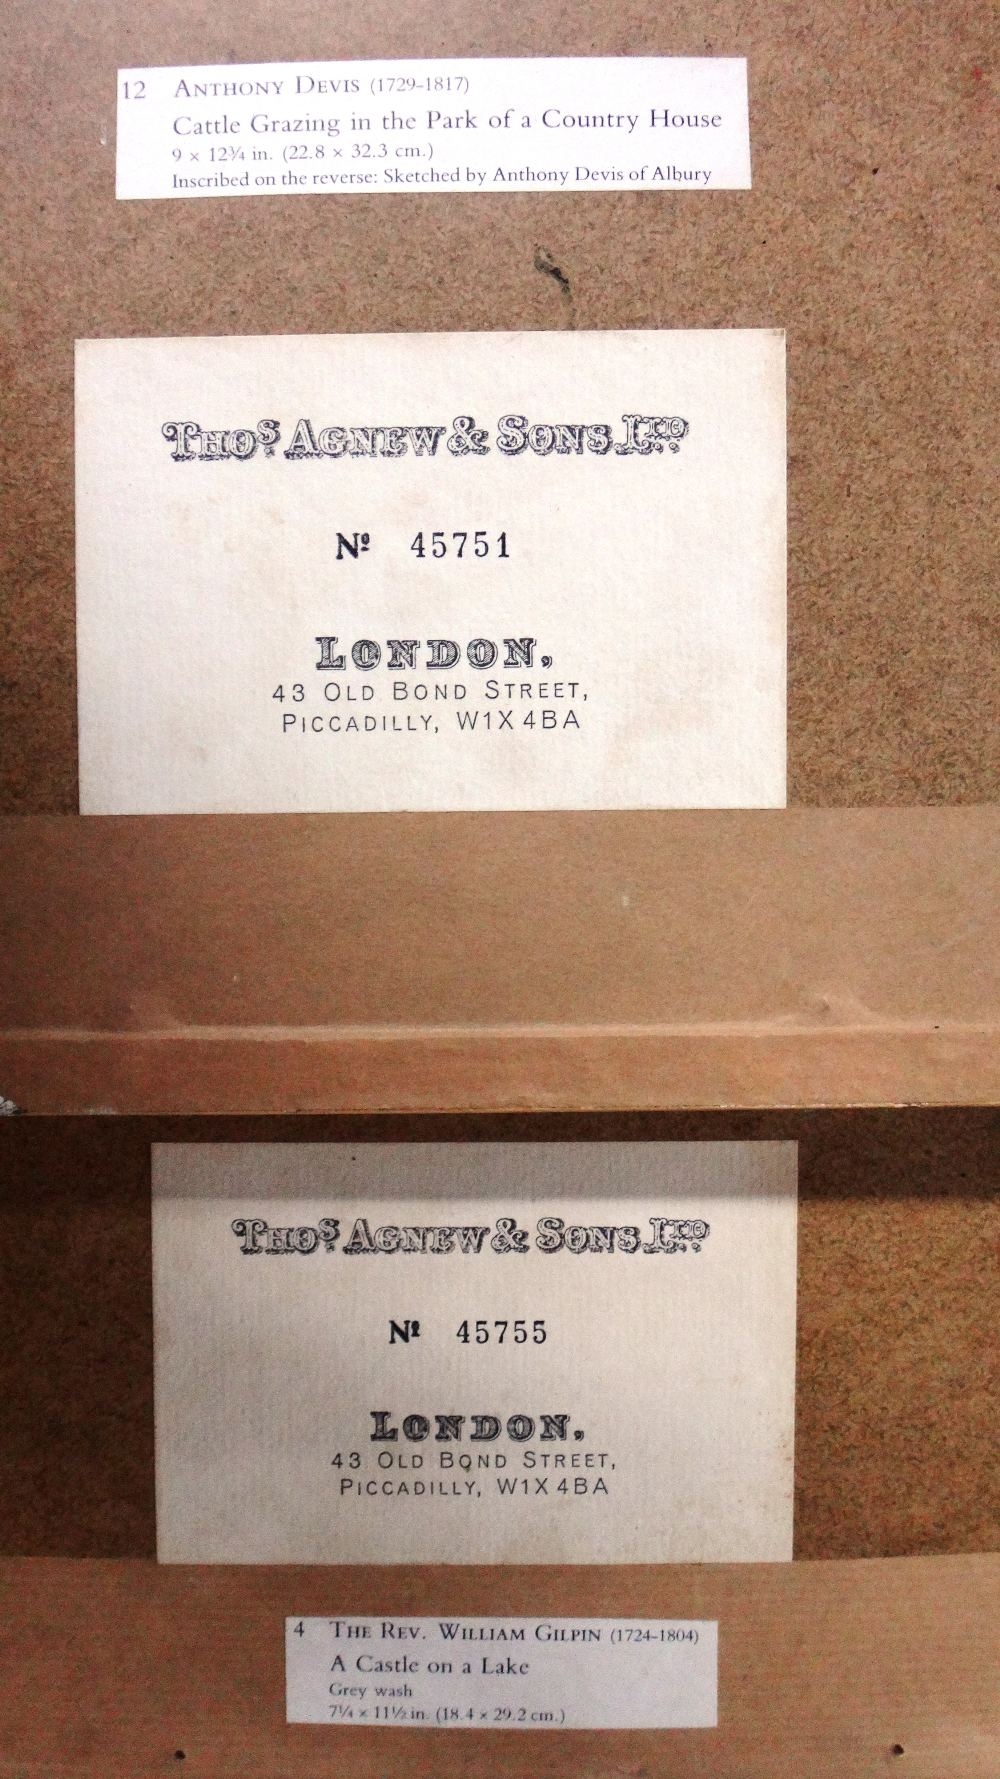 12 ANTHONY DEVIS (1729–1817)
Cattle Grazing in the Park of a Country House
9 × 12¾ in. (22.8 × 32.3 cm.)
Inscribed on the reverse: Sketched by Anthony Devis of Albury
THOS. AGNEW & SONS LTD.
Nº 45751
LONDON.
43 OLD BOND STREET,
PICCADILLY, W1X 4BA
THOS. AGNEW & SONS LTD.
Nº 45755
LONDON.
43 OLD BOND STREET,
PICCADILLY, W1X 4BA
4 THE REV. WILLIAM GILPIN (1724–1804)
A Castle on a Lake
Grey wash
7¼ × 11½ in. (18.4 × 29.2 cm.)